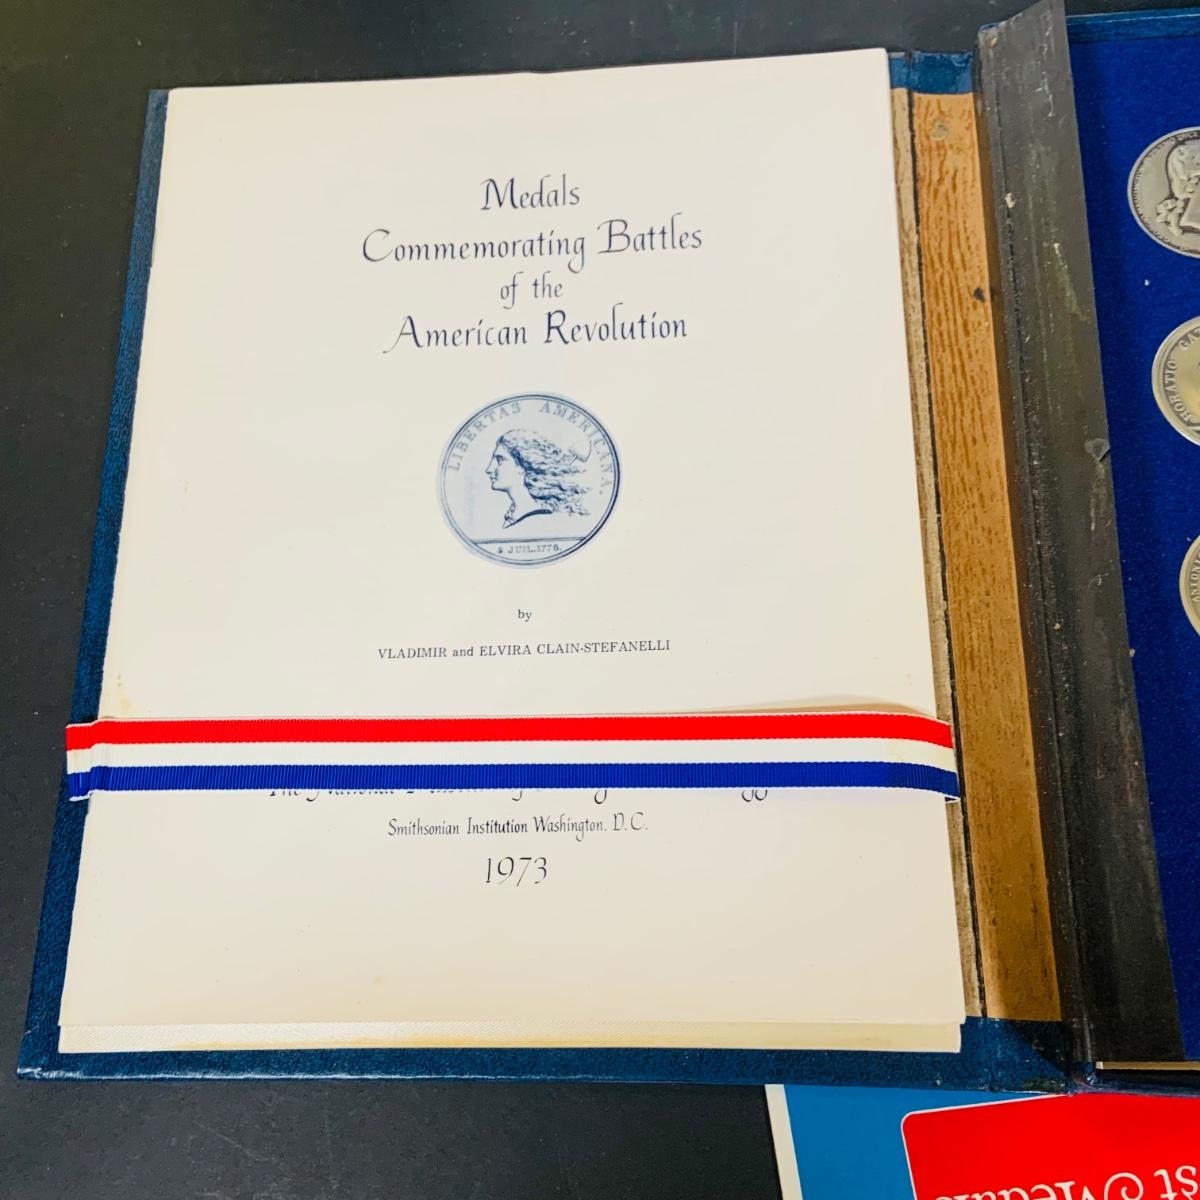 Medals
Commemorating Battles
of the
American Revolution
LIBERTAS AMERICANA.
4 JUIL. 1776.
by
VLADIMIR and ELVIRA CLAIN-STEFANELLI
Smithsonian Institution Washington, D.C.
1973
HORATIO